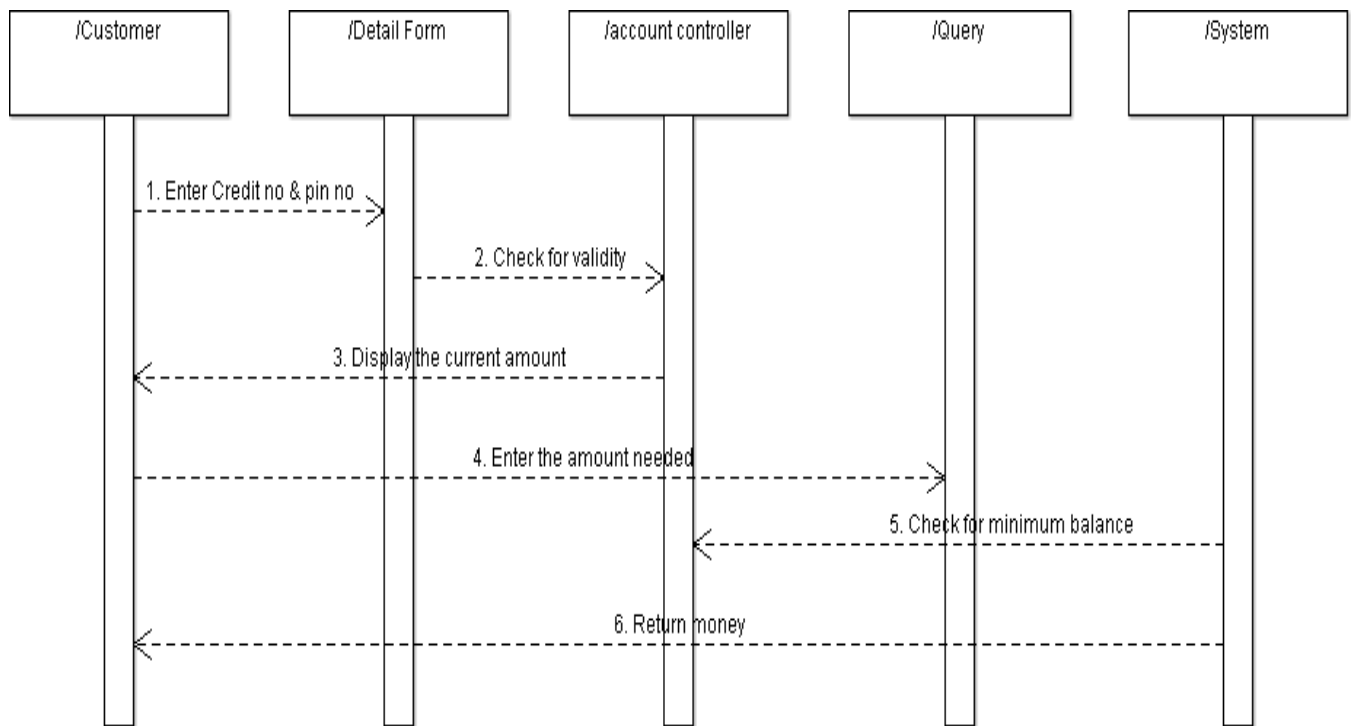 /Customer
/Detail Form
/account controller
/Query
/System
1. Enter Credit no & pin no
2. Check for validity
3. Display the current amount
4. Enter the amount needed
5. Check for minimum balance
6. Return money